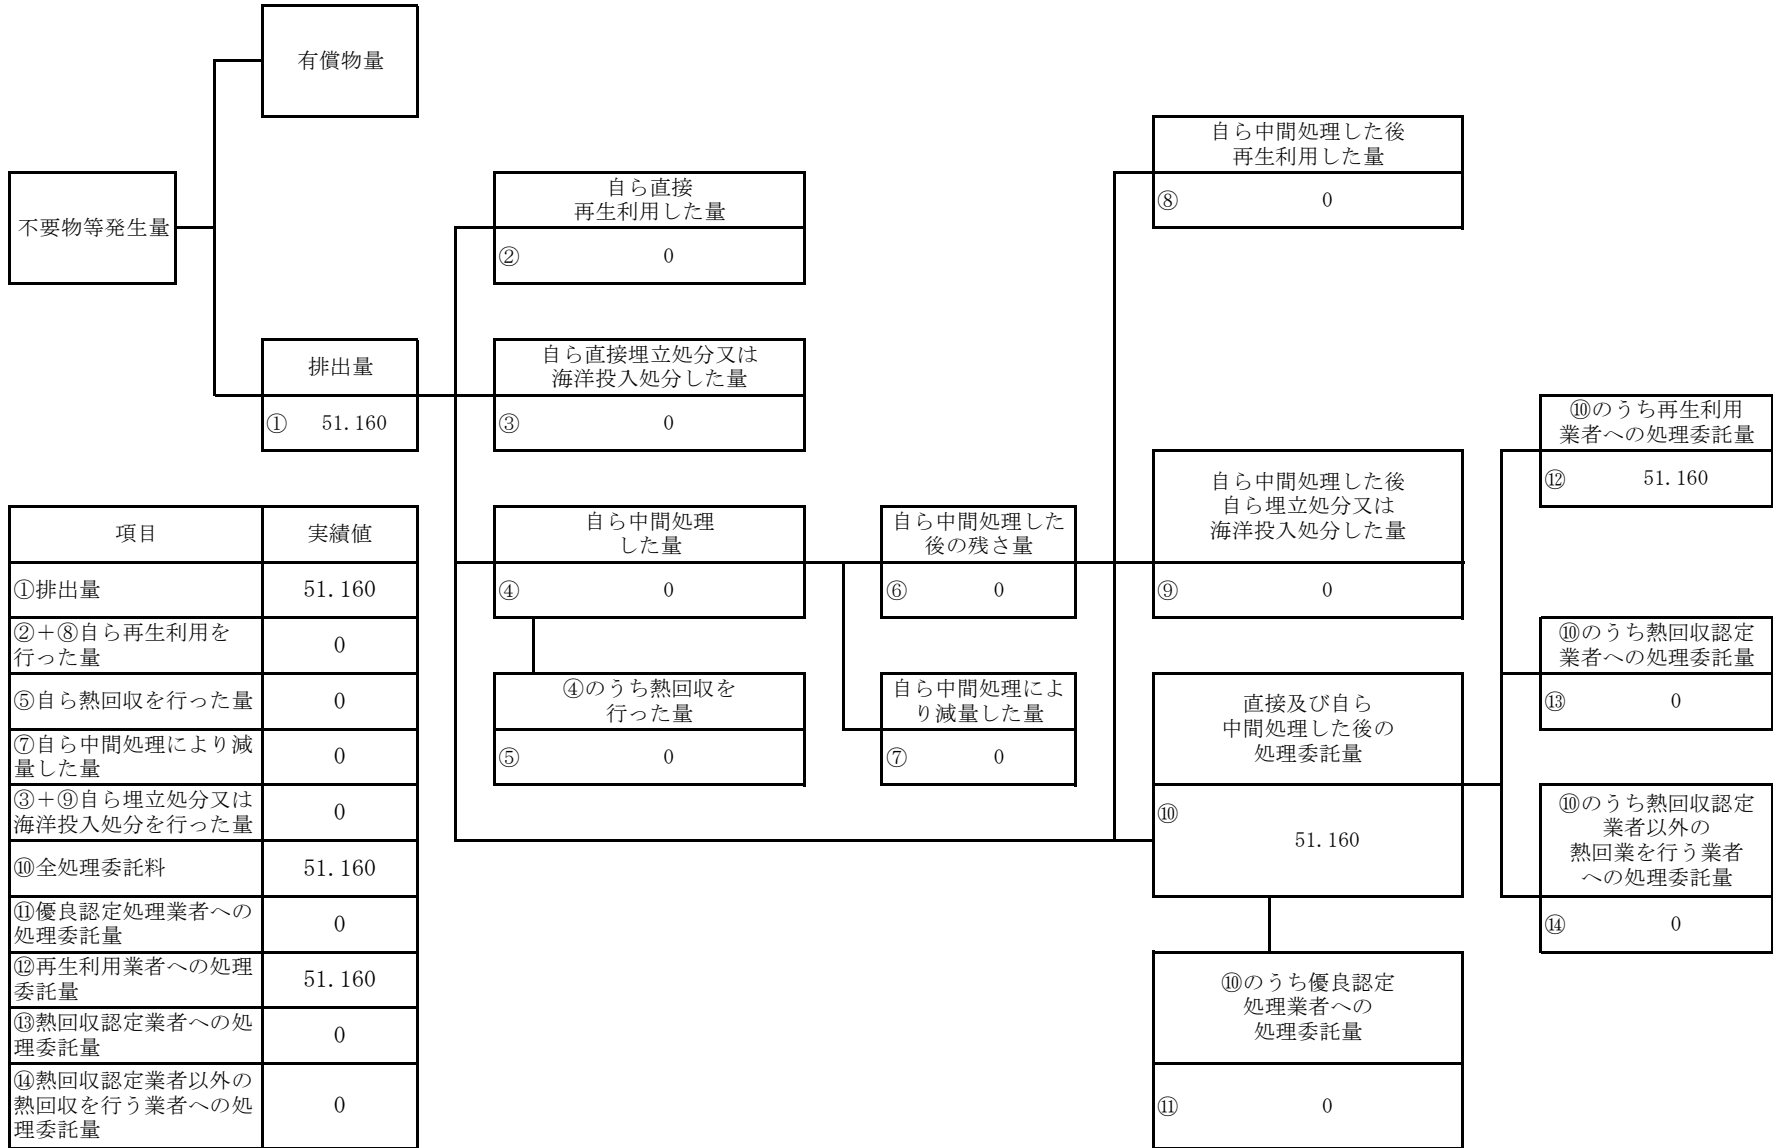 有償物量
不要物等発生量
排出量
① 51.160
自ら直接
再生利用した量
② 0
自ら直接埋立処分又は
海洋投入処分した量
③ 0
自ら中間処理
した量
④ 0
④のうち熱回収を
行った量
⑤ 0
自ら中間処理した
後の残さ量
⑥ 0
自ら中間処理によ
り減量した量
⑦ 0
自ら中間処理した後
再生利用した量
⑧ 0
自ら中間処理した後
自ら埋立処分又は
海洋投入処分した量
⑨ 0
直接及び自ら
中間処理した後の
処理委託量
⑩
51.160
⑩のうち優良認定
処理業者への
処理委託量
⑪ 0
⑩のうち再生利用
業者への処理委託量
⑫ 51.160
⑩のうち熱回収認定
業者への処理委託量
⑬ 0
⑩のうち熱回収認定
業者以外の
熱回業を行う業者
への処理委託量
⑭ 0
項目 実績値
①排出量 51.160
②＋⑧自ら再生利用を
行った量 0
⑤自ら熱回収を行った量 0
⑦自ら中間処理により減
量した量 0
③＋⑨自ら埋立処分又は
海洋投入処分を行った量 0
⑩全処理委託料 51.160
⑪優良認定処理業者への
処理委託量 0
⑫再生利用業者への処理
委託量 51.160
⑬熱回収認定業者への処
理委託量 0
⑭熱回収認定業者以外の
熱回収を行う業者への処 0
理委託量